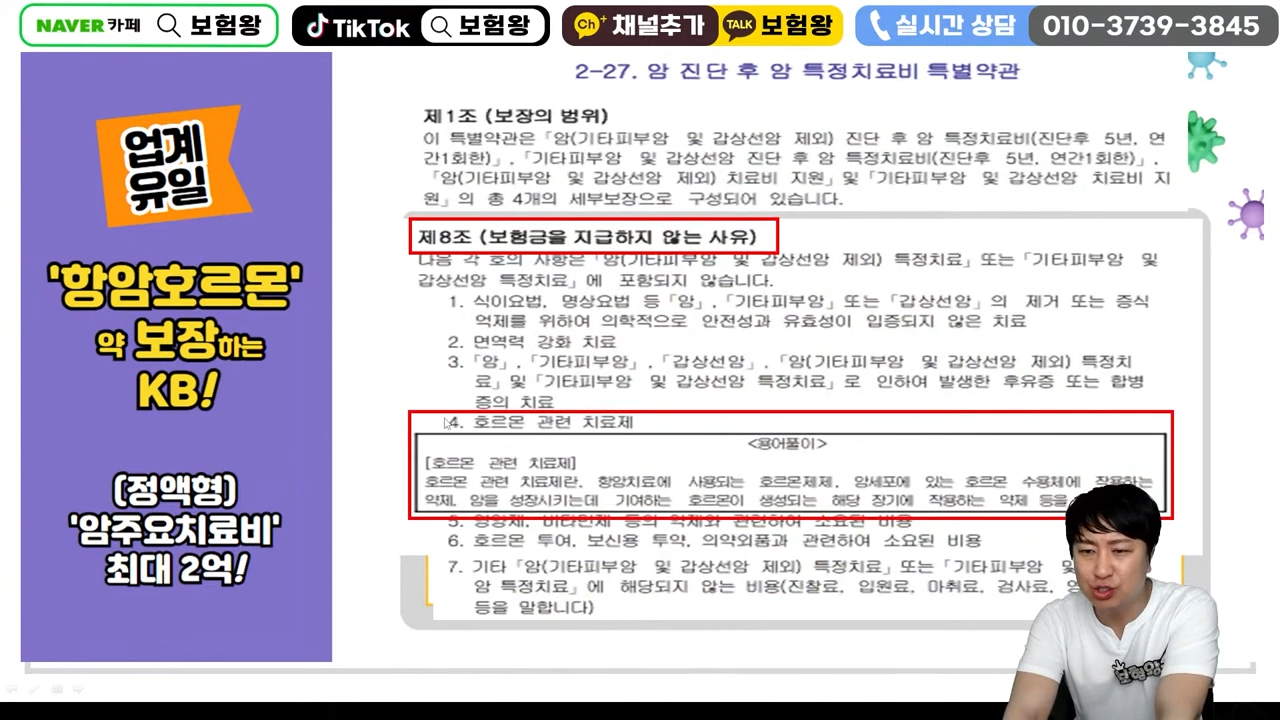 NAVER 카페 보험왕
TikTok 보험왕
Ch+ 채널추가 TALK 보험왕
실시간 상담 010-3739-3845
업계
유일
'항암호르몬'
약 보장하는
KB!
(정액형)
'암주요치료비'
최대 2억!
2-27. 암 진단 후 암 특정치료비 특별약관
제1조 (보장의 범위)
이 특별약관은「암(기타피부암 및 갑상선암 제외) 진단 후 암 특정치료비(진단후 5년, 연
간1회한)」,「기타피부암 및 갑상선암 진단 후 암 특정치료비(진단후 5년, 연간1회한)」,
「암(기타피부암 및 갑상선암 제외) 치료비 지원」및「기타피부암 및 갑상선암 치료비 지
원」의 총 4개의 세부보장으로 구성되어 있습니다.
제8조 (보험금을 지급하지 않는 사유)
다음 각 호의 사항은「암(기타피부암 및 갑상선암 제외) 특정치료」또는「기타피부암 및
갑상선암 특정치료」에 포함되지 않습니다.
1. 식이요법, 명상요법 등「암」,「기타피부암」또는「갑상선암」의 제거 또는 증식
억제를 위하여 의학적으로 안전성과 유효성이 입증되지 않은 치료
2. 면역력 강화 치료
3.「암」,「기타피부암」,「갑상선암」,「암(기타피부암 및 갑상선암 제외) 특정치
료」및「기타피부암 및 갑상선암 특정치료」로 인하여 발생한 후유증 또는 합병
증의 치료
4. 호르몬 관련 치료제
<용어풀이>
[호르몬 관련 치료제]
호르몬 관련 치료제란, 항암치료에 사용되는 호르몬제제, 암세포에 있는 호르몬 수용체에 작용하는
약제, 암을 성장시키는데 기여하는 호르몬이 생성되는 해당 장기에 작용하는 약제 등을
5. 영양제, 비타민제 등의 약제와 관련하여 소요된 비용
6. 호르몬 투여, 보신용 투약, 의약외품과 관련하여 소요된 비용
7. 기타「암(기타피부암 및 갑상선암 제외) 특정치료」또는「기타피부암 및
암 특정치료」에 해당되지 않는 비용(진찰료, 입원료, 마취료, 검사료,
등을 말합니다)
보험왕